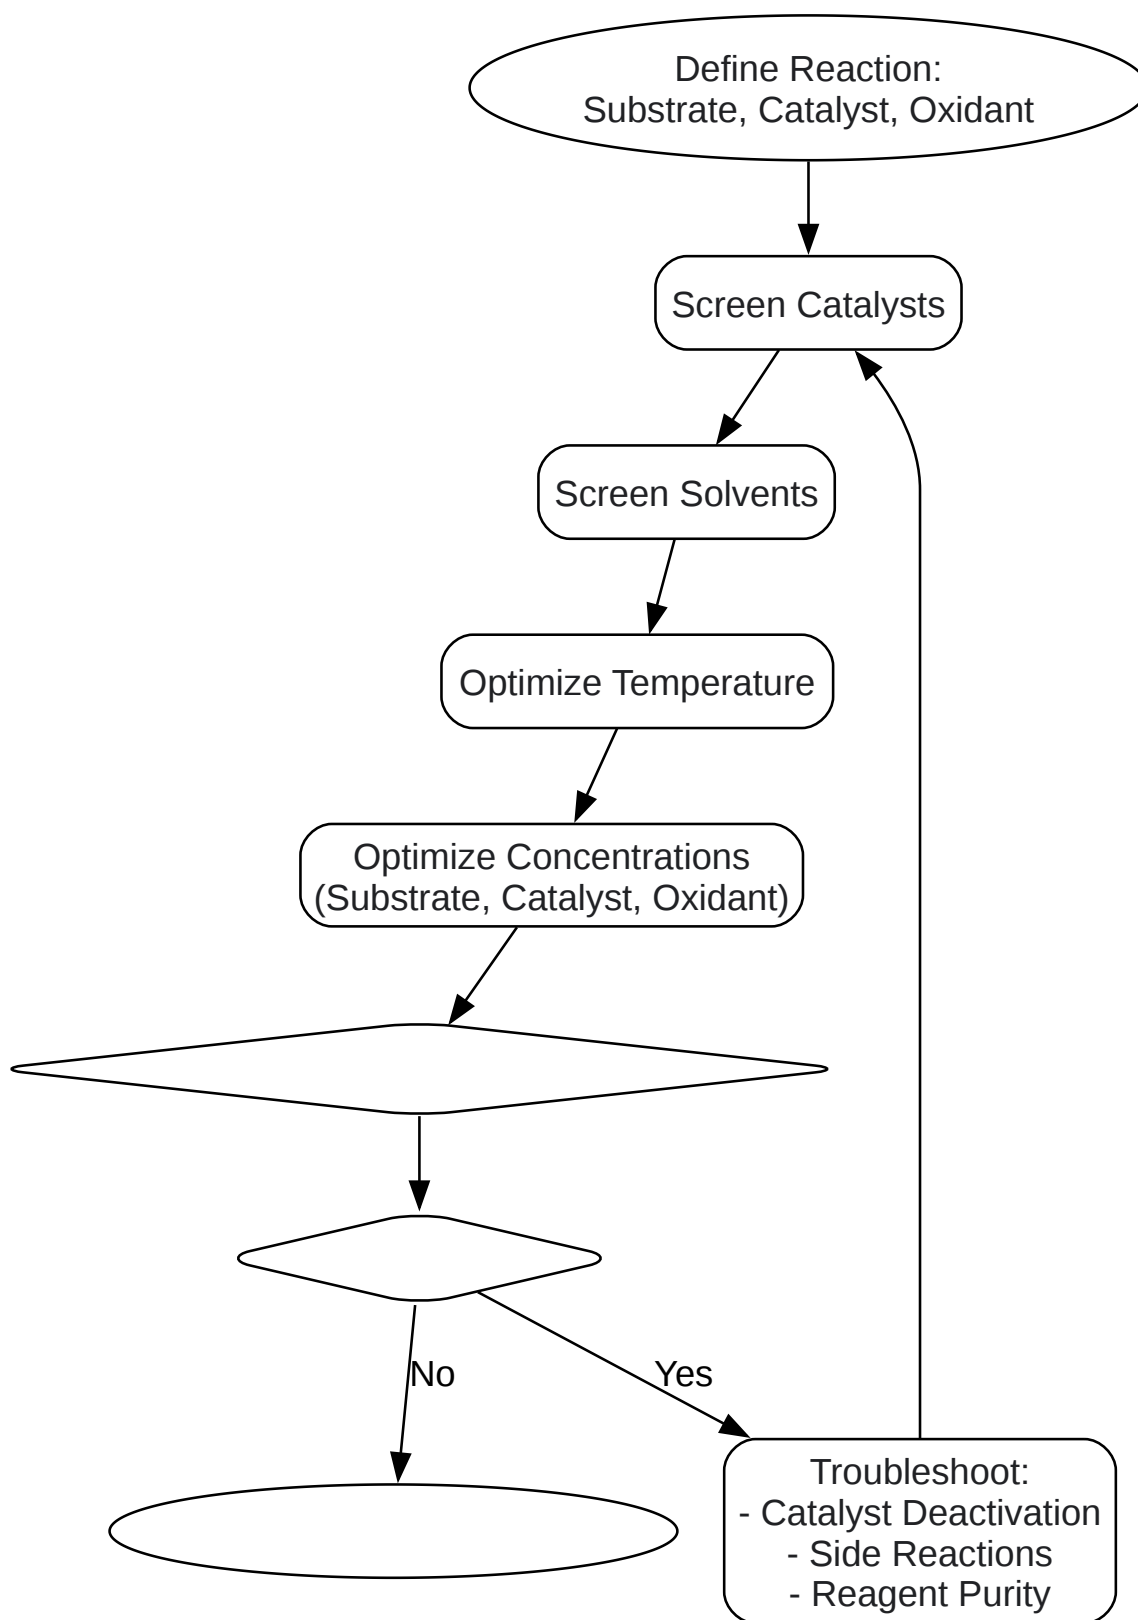 Define Reaction:
Substrate, Catalyst, Oxidant
Screen Catalysts
Screen Solvents
Optimize Temperature
Optimize Concentrations
(Substrate, Catalyst, Oxidant)
No
Yes
Troubleshoot:
- Catalyst Deactivation
- Side Reactions
- Reagent Purity